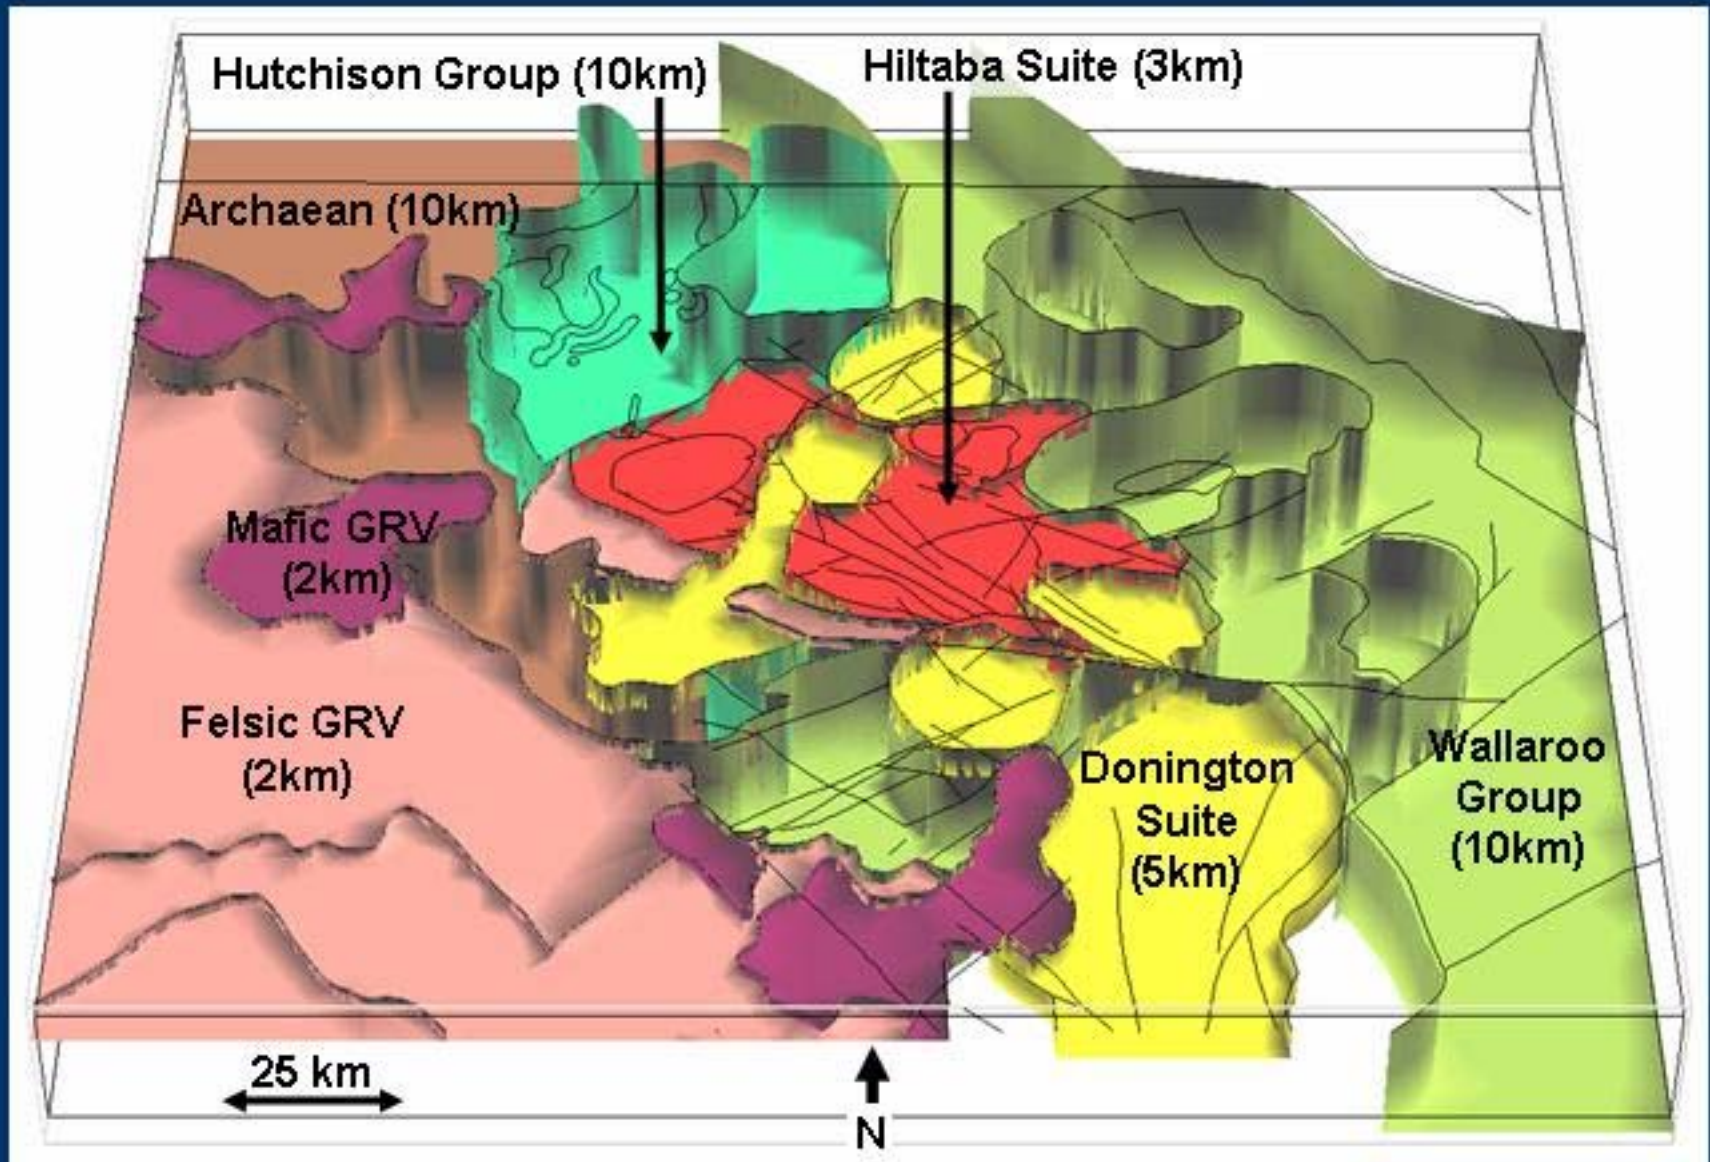 Hutchison Group (10km)
Hiltaba Suite (3km)
Archaean (10km)
Mafic GRV
(2km)
Felsic GRV
(2km)
Donington
Suite
(5km)
Wallaroo
Group
(10km)
25 km
N